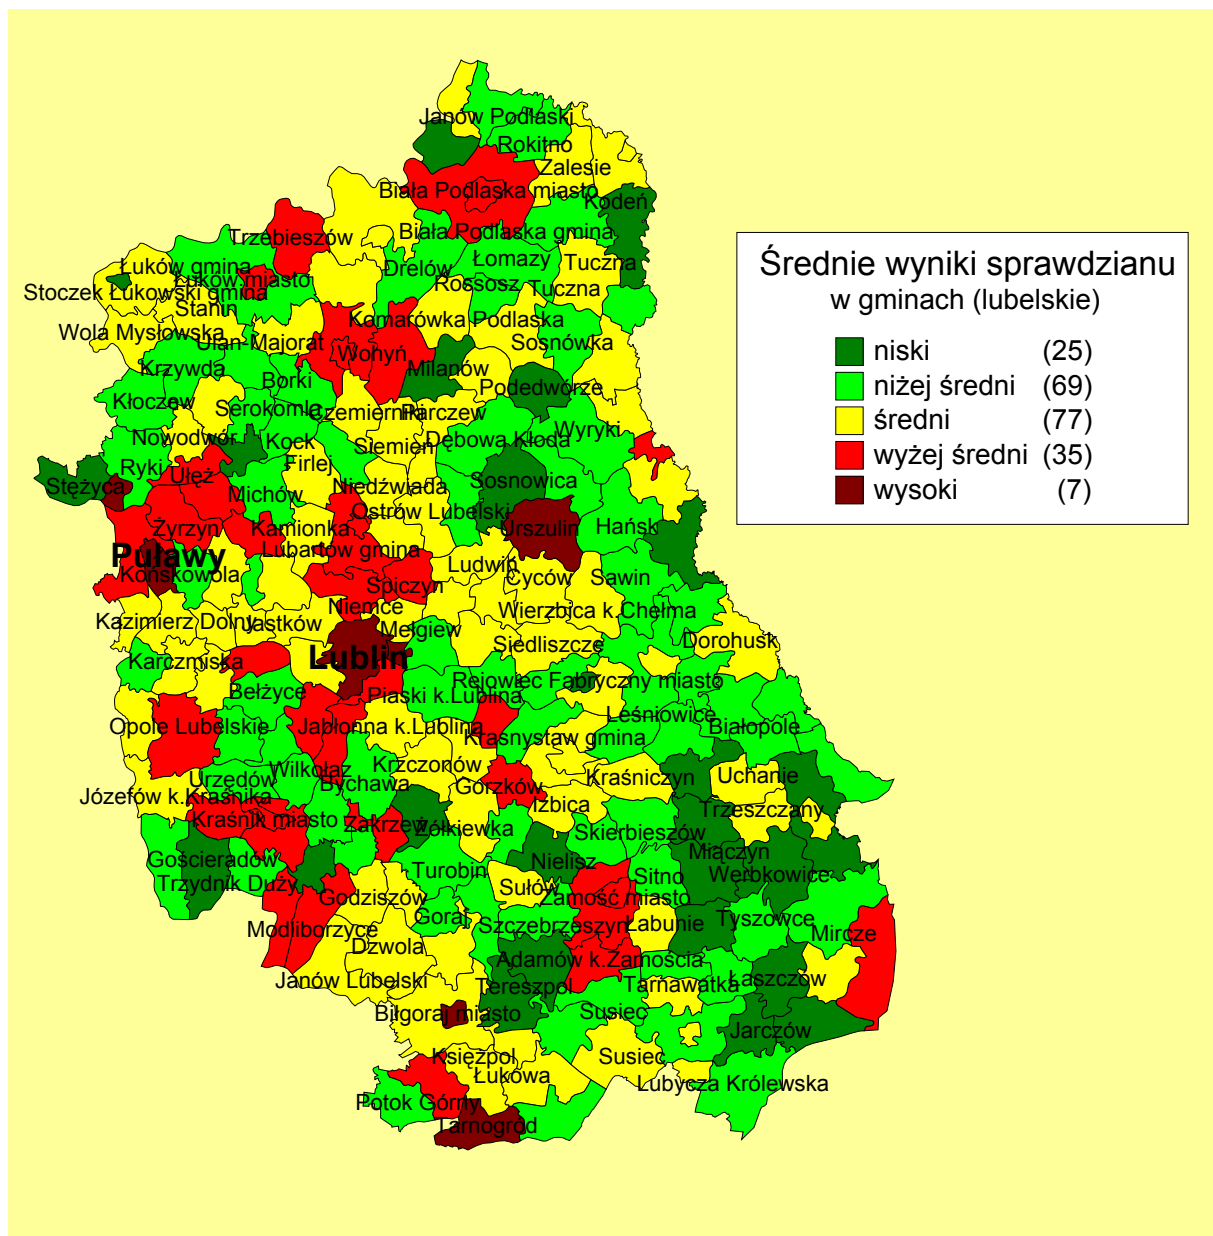 Średnie wyniki sprawdzianu
w gminach (lubelskie)
niski (25)
niżej średni (69)
średni (77)
wyżej średni (35)
wysoki (7)
Janów Podlaski
Rokitno
Zalesie
Biała Podlaska miasto
Kodeń
Trzebieszów
Biała Podlaska gmina
Łuków gmina
Drelów
Łomazy
Tuczna
Łuków miasto
Rossosz
Tuczna
Stoczek Łukowski gmina
Stanin
Komarówka Podlaska
Wola Mysłowska
Ulan-Majorat
Wohyń
Sosnówka
Krzywda
Milanów
Borki
Podedwórze
Kłoczew
Serokomla
Czemierniki
Parczew
Nowodwór
Kock
Siemień
Dębowa Kłoda
Wyryki
Ryki
Ułęż
Firlej
Stężyca
Michów
Niedźwiada
Sosnowica
Ostrów Lubelski
Żyrzyn
Kamionka
Urszulin
Hańsk
Puławy
Lubartów gmina
Końskowola
Spiczyn
Ludwin
Cyców
Sawin
Niemce
Wierzbica k.Chełma
Kazimierz Dolny
Jastków
Mełgiew
Siedliszcze
Dorohusk
Karczmiska
Lublin
Rejowiec Fabryczny miasto
Bełżyce
Piaski k.Lublina
Opole Lubelskie
Jabłonna k.Lublina
Leśniowice
Białopole
Krasnystaw gmina
Urzędów
Wilkołaz
Krzczonów
Bychawa
Gorzków
Kraśniczyn
Uchanie
Józefów k.Kraśnika
Izbica
Trzeszczany
Kraśnik miasto
Zakrzew
Żółkiewka
Skierbieszów
Gościeradów
Miączyn
Trzydnik Duży
Turobin
Nielisz
Sitno
Werbkowice
Godziszów
Sułów
Zamość miasto
Modliborzyce
Goraj
Szczebrzeszyn
Łabunie
Tyszowce
Mircze
Dzwola
Adamów k.Zamościa
Janów Lubelski
Tereszpol
Tarnawatka
Łaszczów
Biłgoraj miasto
Susiec
Jarczów
Księżpol
Susiec
Łukowa
Lubycza Królewska
Potok Górny
Tarnogród